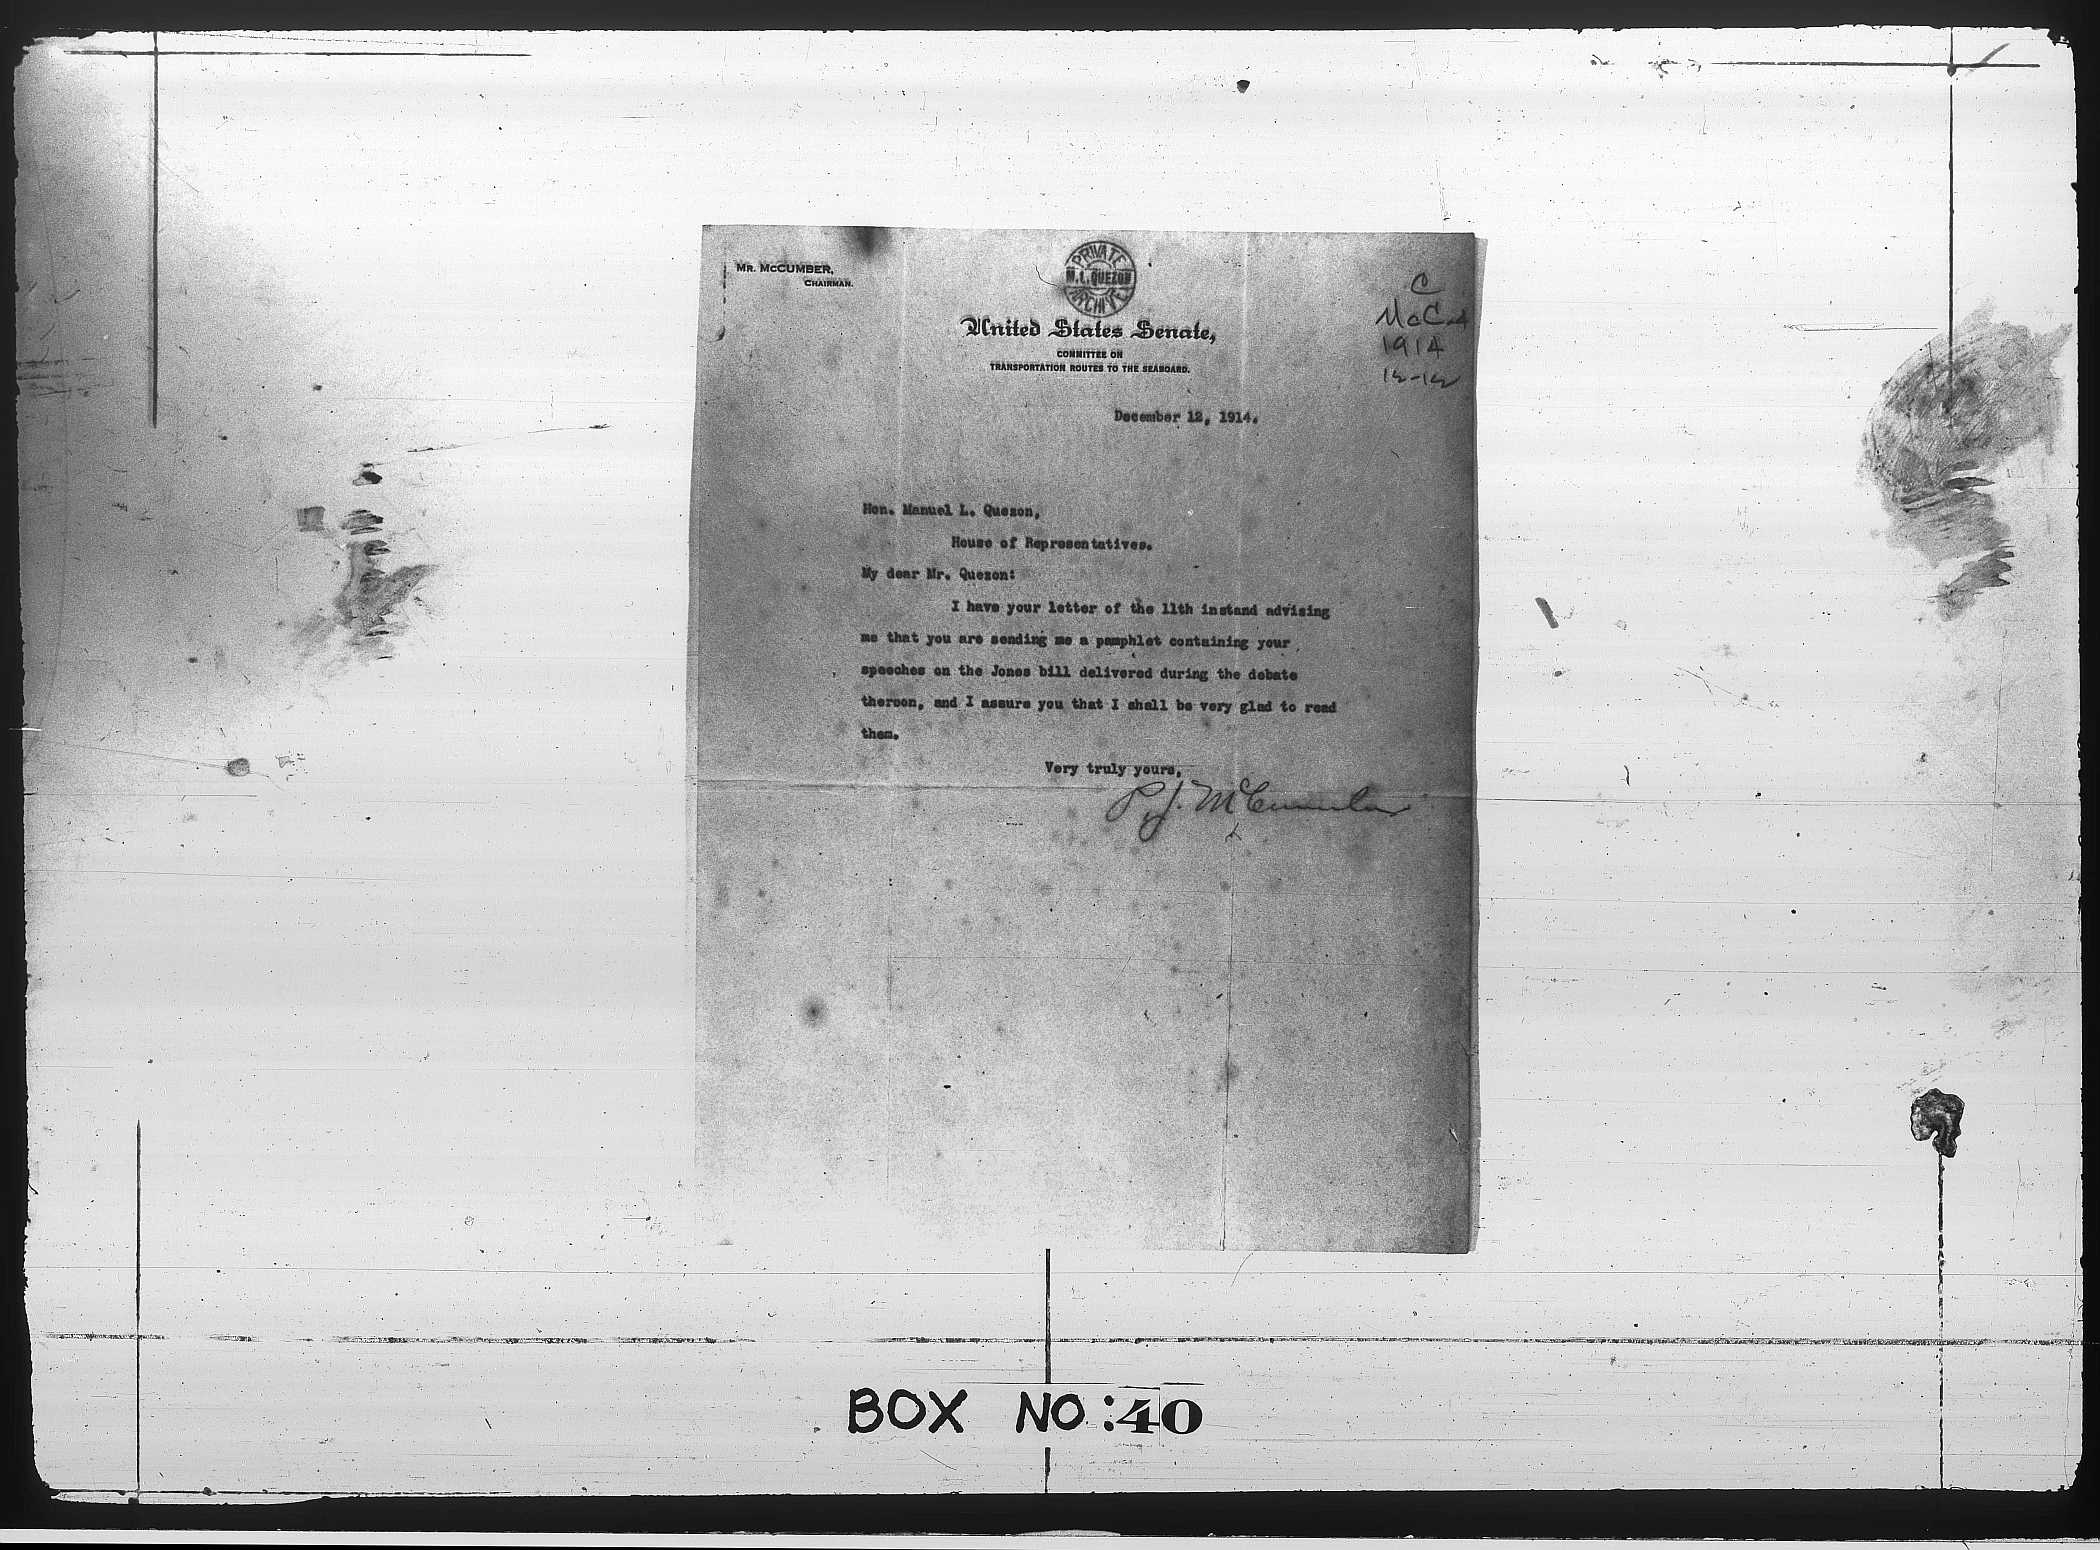 MR. MCCUMBER,
CHAIRMAN.
PRIVATE
M. L. QUEZON
ARCHIVE
United States Senate,
COMMITTEE ON
TRANSPORTATION ROUTES TO THE SEABOARD.
C
McC
1914
12-12
December 12, 1914.
Hon. Manuel L. Quezon,
House of Representatives.
My dear Mr. Quezon:
I have your letter of the 11th instand advising
me that you are sending me a pamphlet containing your
speeches on the Jones bill delivered during the debate
thereon, and I assure you that I shall be very glad to read
them.
Very truly yours,
P. J. McCumber
BOX NO:40